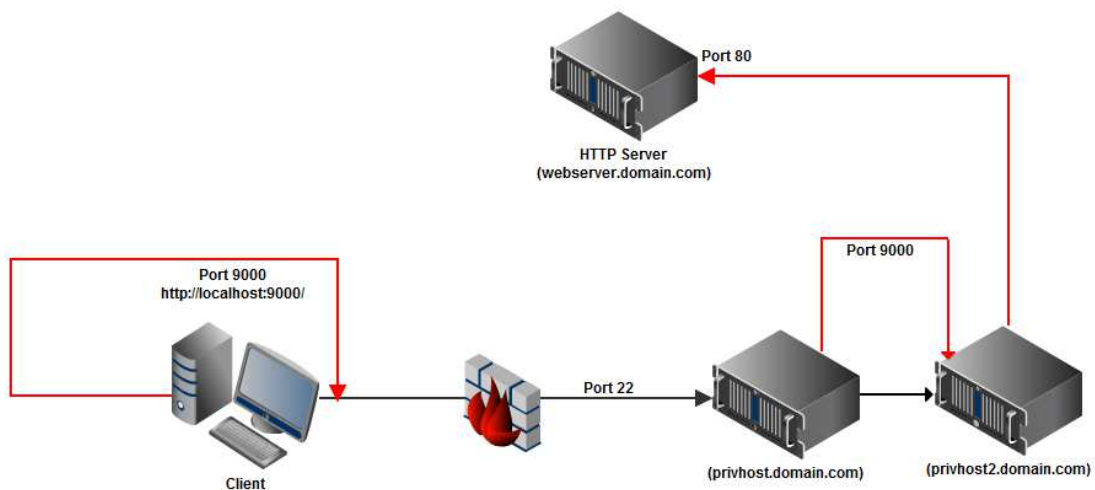 Port 80
HTTP Server
(webserver.domain.com)
Port 9000
Port 9000
http://localhost:9000/
Port 22
(privhost.domain.com)
(privhost2.domain.com)
Client